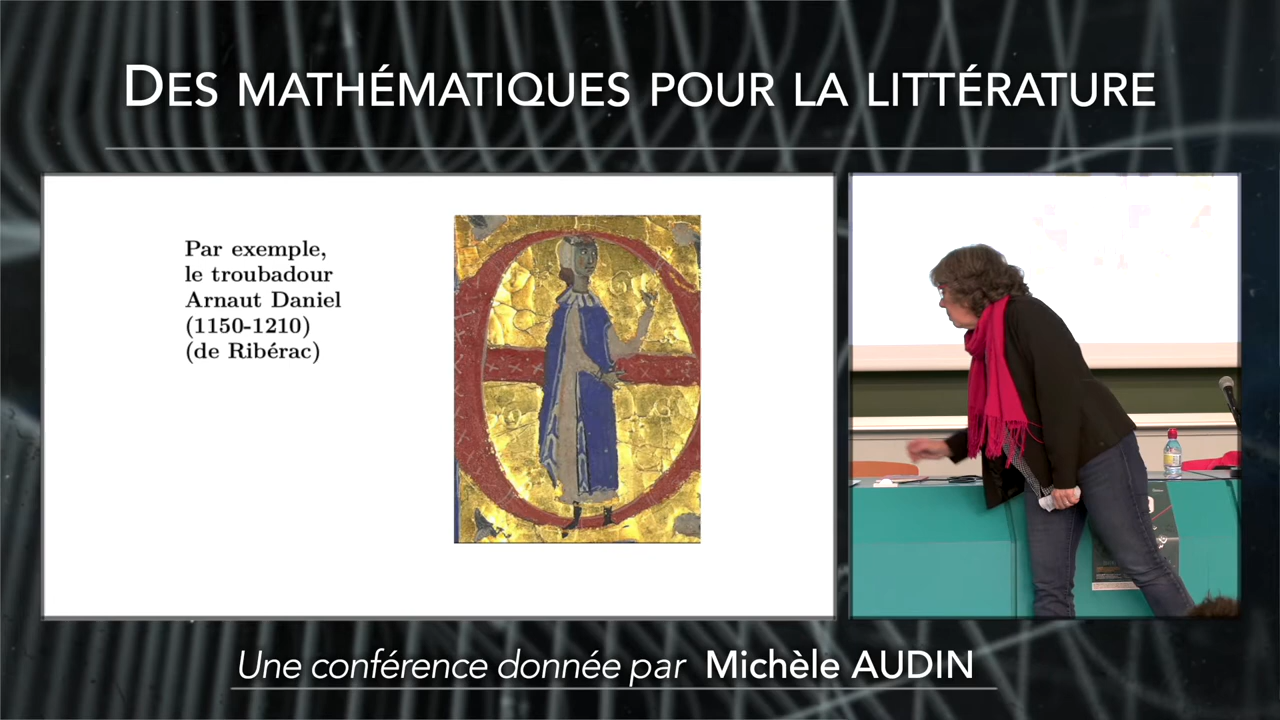 DES MATHÉMATIQUES POUR LA LITTÉRATURE
Par exemple,
le troubadour
Arnaut Daniel
(1150-1210)
(de Ribérac)
Une conférence donnée par Michèle AUDIN